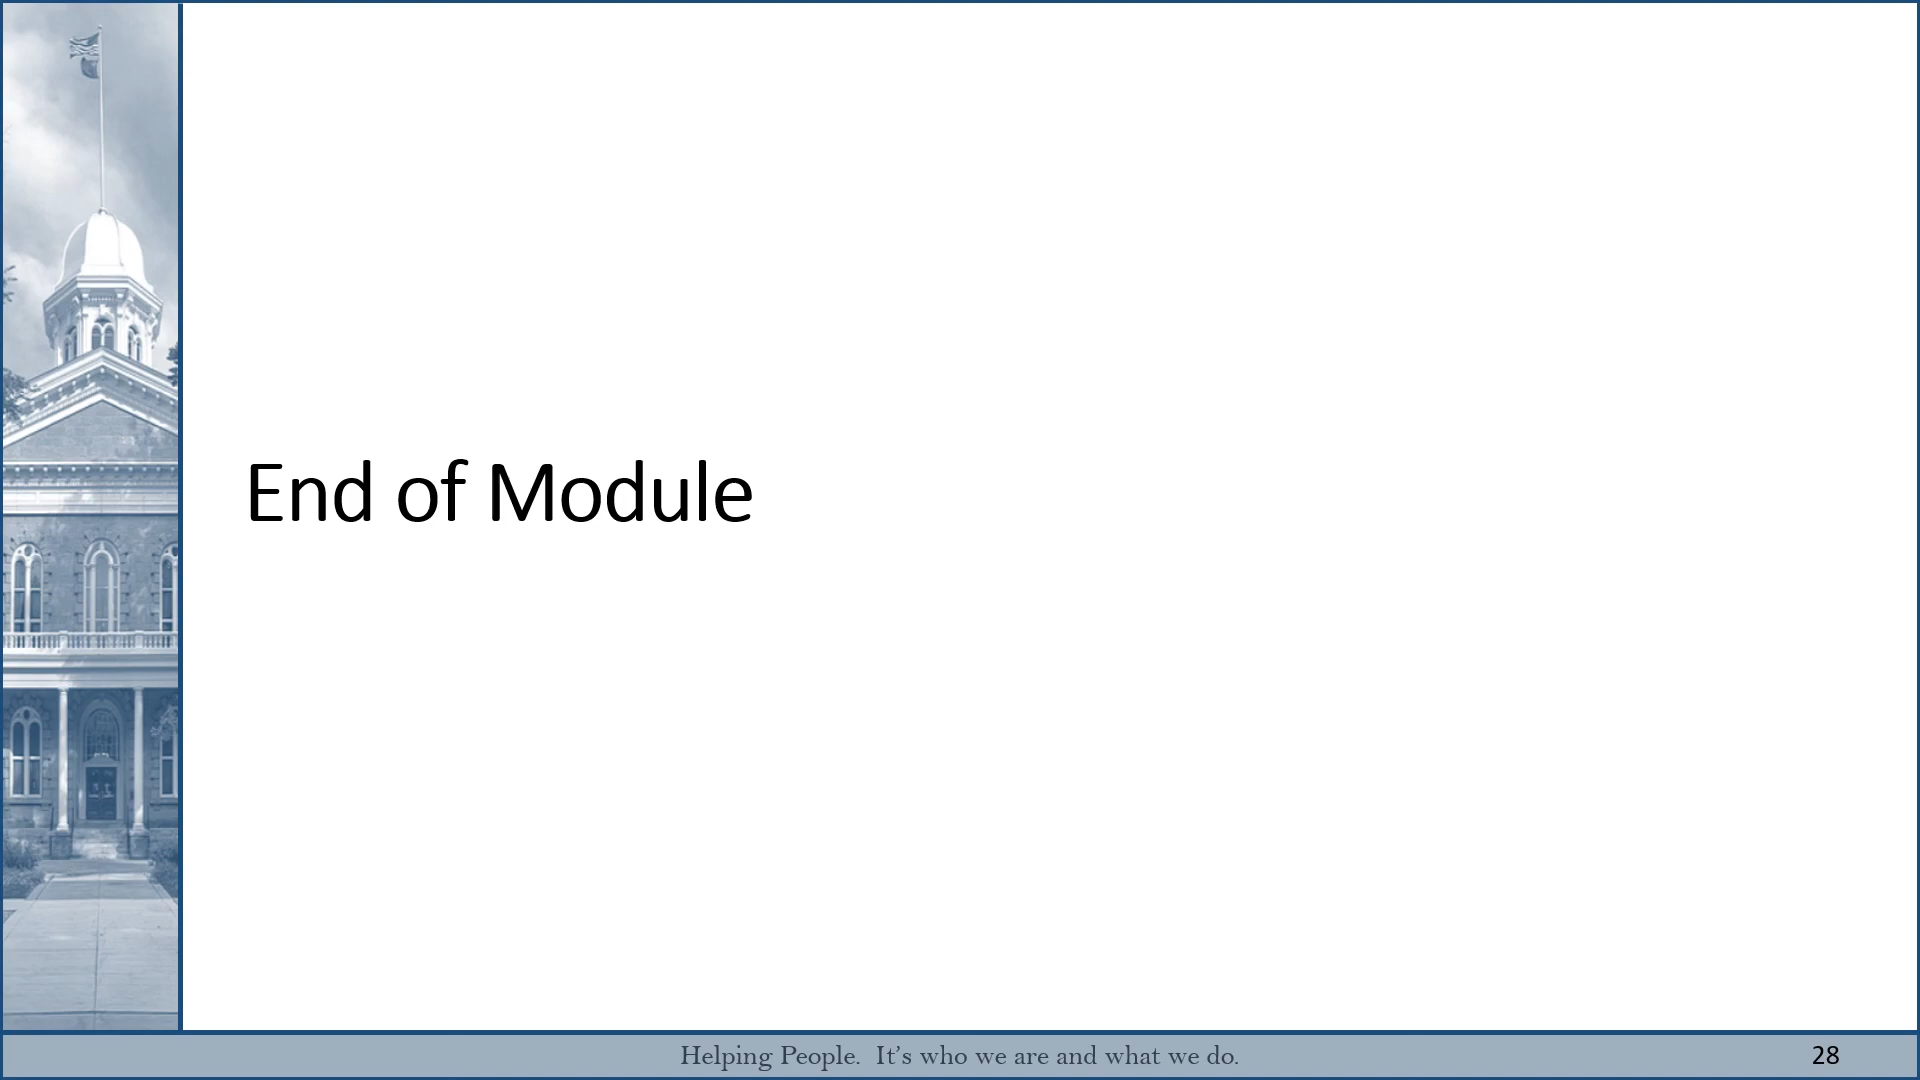 End of Module
Helping People.  It’s who we are and what we do.
28